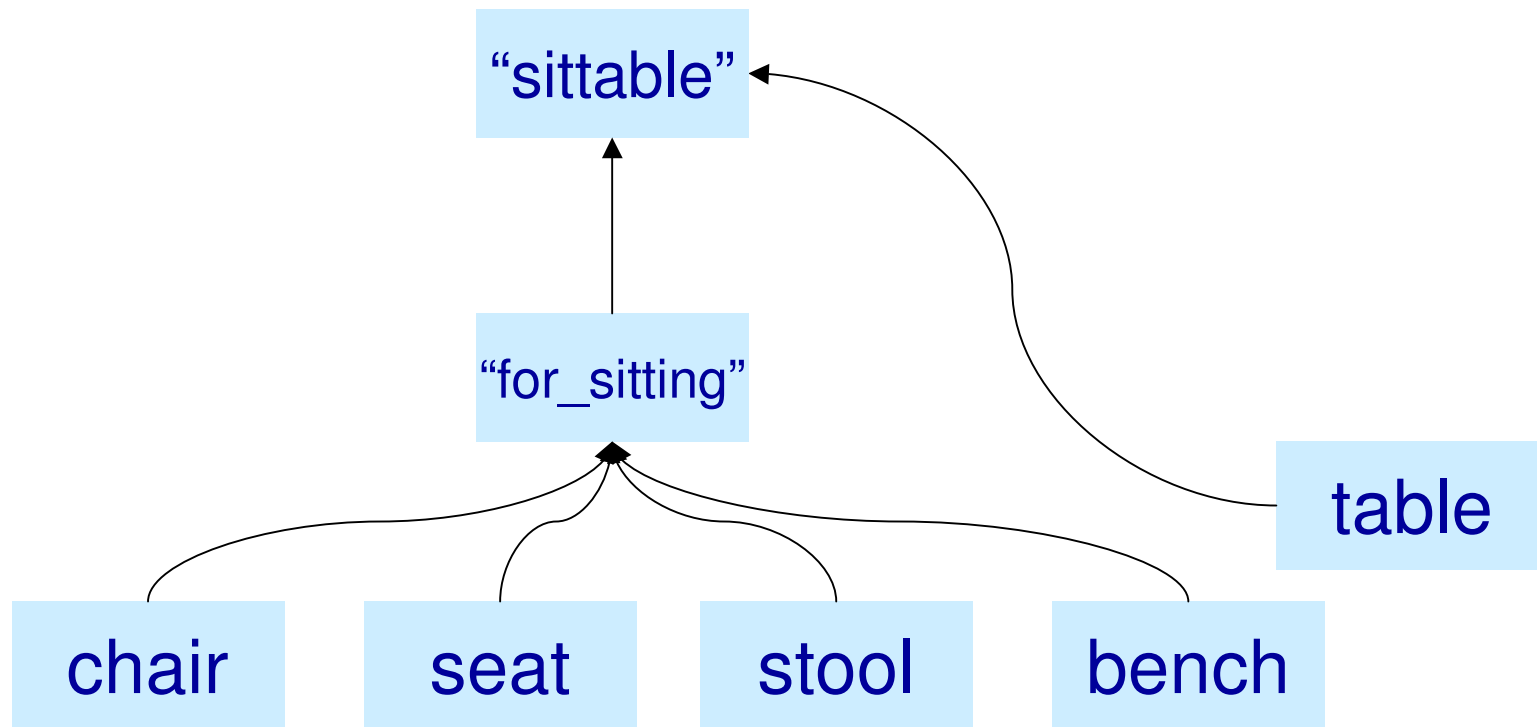 “sittable”
“for_sitting”
table
chair
seat
stool
bench